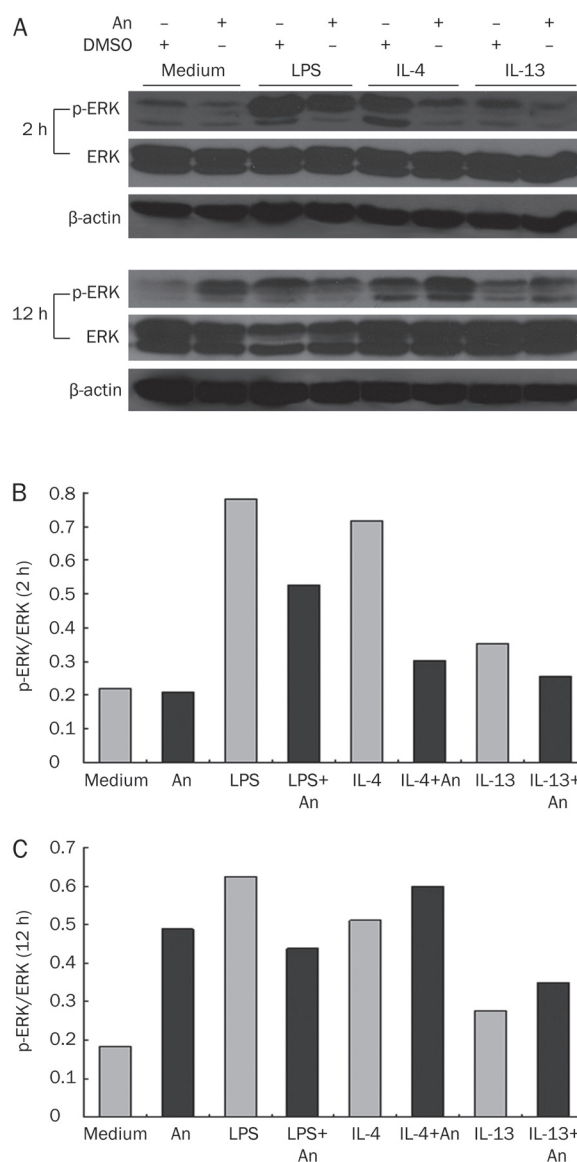 A
An – + – + – + – +
DMSO + – + – + – + –
Medium LPS IL-4 IL-13
p-ERK
2 h
ERK
β-actin
p-ERK
12 h
ERK
β-actin
B
p-ERK/ERK (2 h)
0.8
0.7
0.6
0.5
0.4
0.3
0.2
0.1
0
Medium An LPS LPS+ IL-4 IL-4+An IL-13 IL-13+
An An
C
p-ERK/ERK (12 h)
0.7
0.6
0.5
0.4
0.3
0.2
0.1
0
Medium An LPS LPS+ IL-4 IL-4+An IL-13 IL-13+
An An